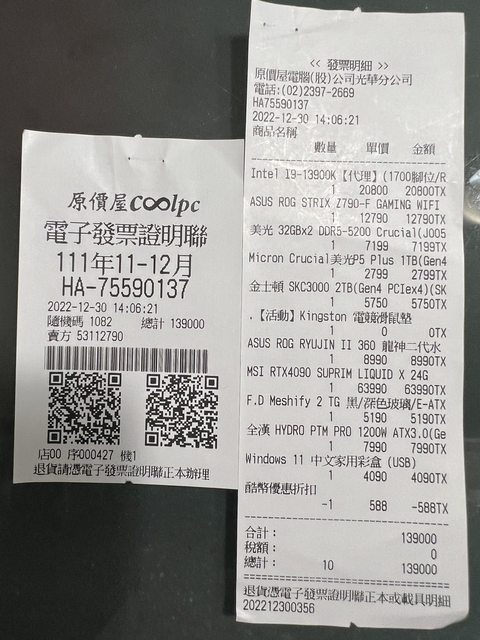 原價屋coolpc
電子發票證明聯
111年11-12月
HA-75590137
2022-12-30 14:06:21
隨機碼 1082 總計 139000
賣方 53112790
店00 序000427 機1
退貨請憑電子發票證明聯正本辦理
<< 發票明細 >>
原價屋電腦(股)公司光華分公司
電話:(02)2397-2669
HA75590137
2022-12-30 14:06:21
商品名稱
數量 單價 金額
Intel I9-13900K【代理】(1700腳位/R
1 20800 20800TX
ASUS ROG STRIX Z790-F GAMING WIFI
1 12790 12790TX
美光 32GBx2 DDR5-5200 Crucial(J005
1 7199 7199TX
Micron Crucial美光P5 Plus 1TB(Gen4
1 2799 2799TX
金士頓 SKC3000 2TB(Gen4 PCIex4)(SK
1 5750 5750TX
.【活動】Kingston 電競滑鼠墊
1 0 0TX
ASUS ROG RYUJIN II 360 龍神二代水
1 8990 8990TX
MSI RTX4090 SUPRIM LIQUID X 24G
1 63990 63990TX
F.D Meshify 2 TG 黑/深色玻璃/E-ATX
1 5190 5190TX
全漢 HYDRO PTM PRO 1200W ATX3.0(Ge
1 7990 7990TX
Windows 11 中文家用彩盒 (USB)
1 4090 4090TX
酷幣優惠折扣
-1 588 -588TX
合計: 139000
稅額: 0
總計: 10 139000
退貨憑電子發票證明聯正本或載具明細
202212300356